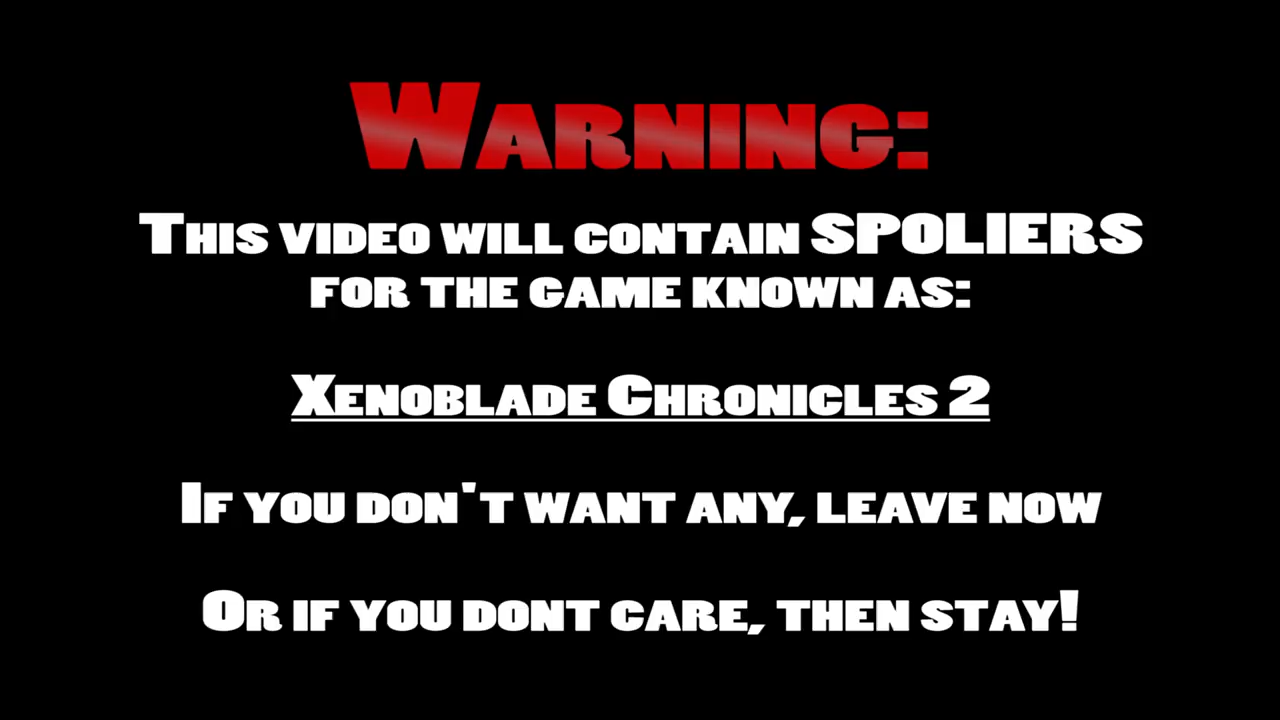 Warning:
This video will contain SPOLIERS
for the game known as:
Xenoblade Chronicles 2
If you don't want any, leave now
Or if you dont care, then stay!